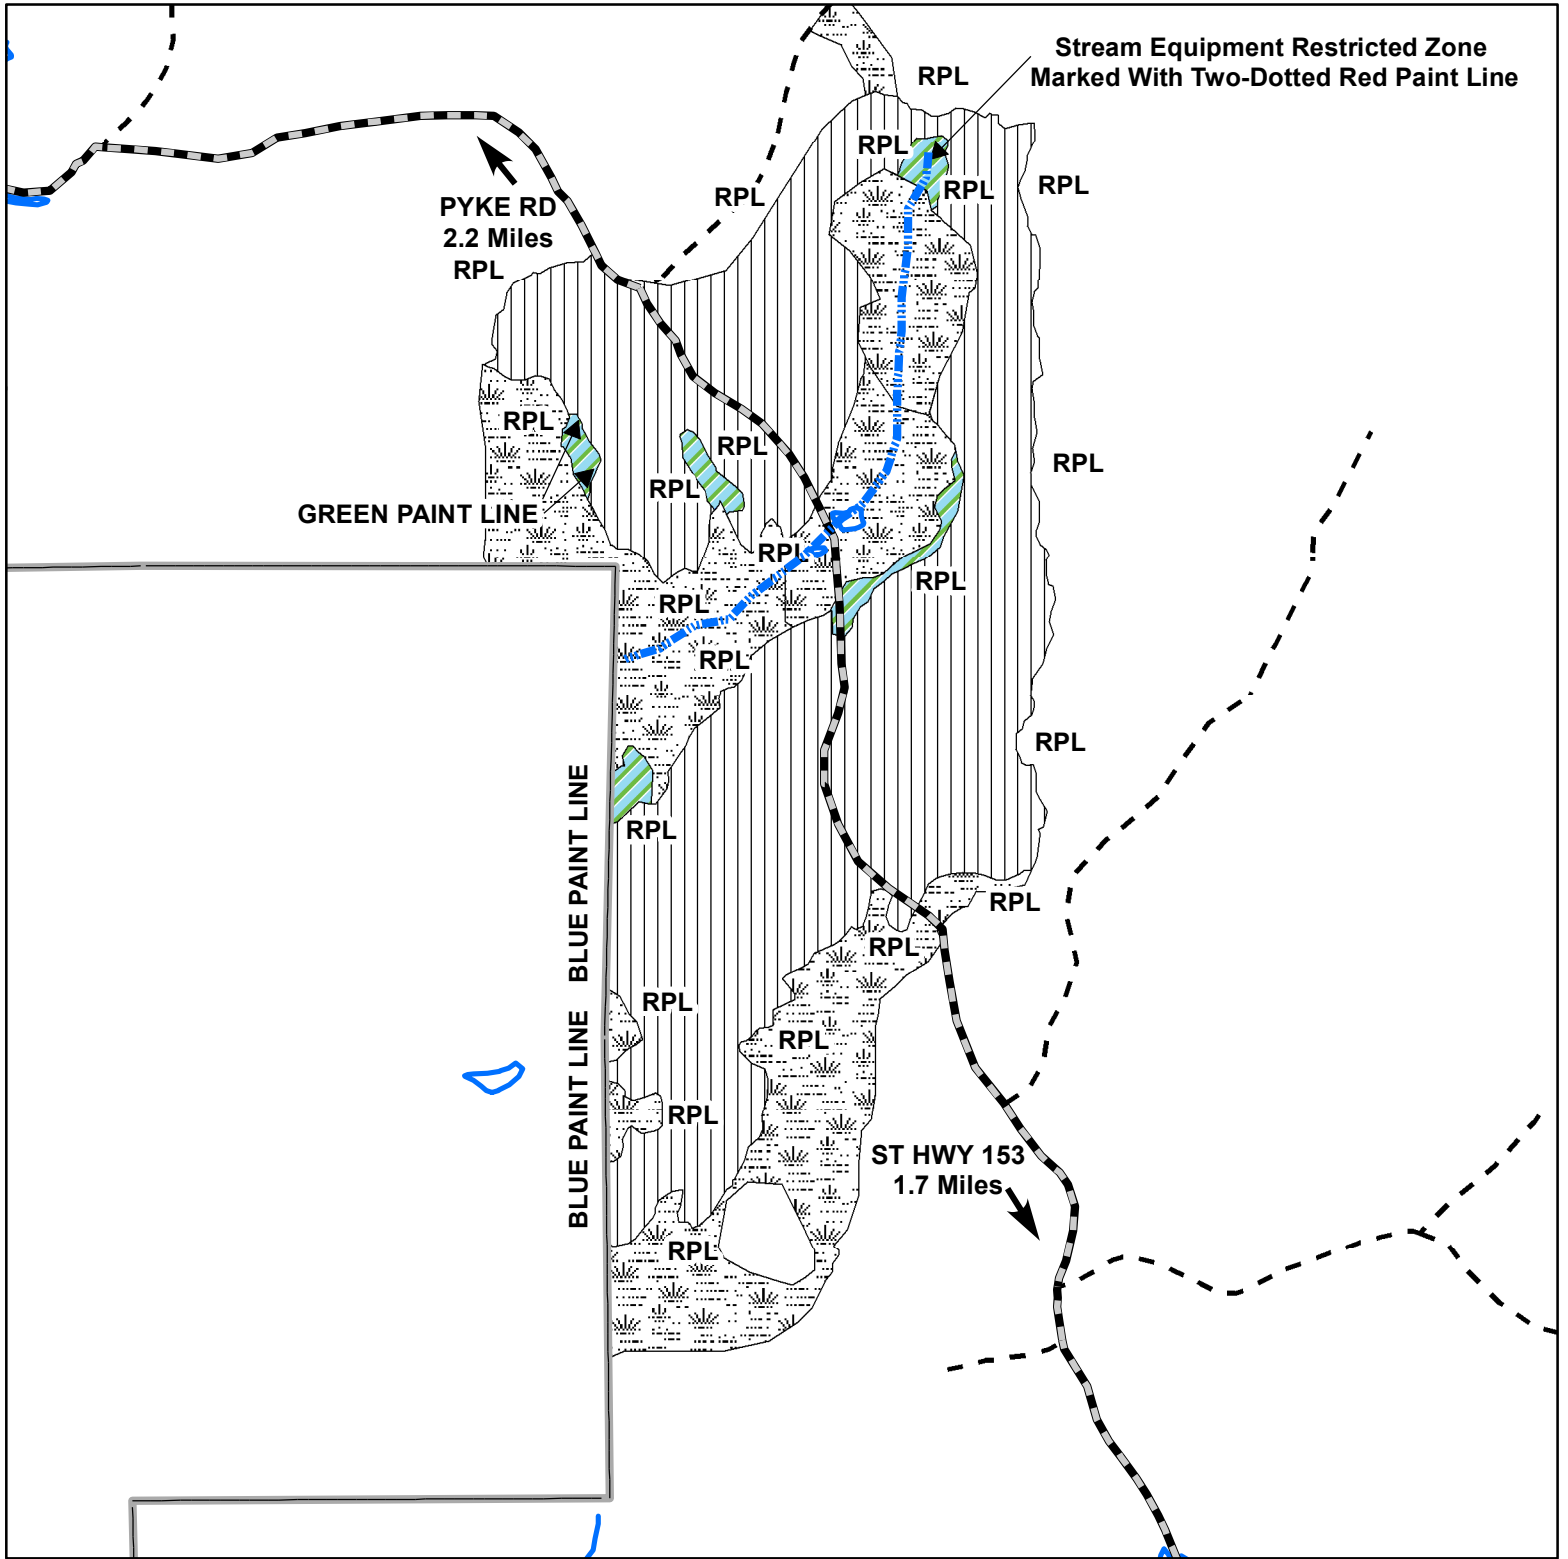 Stream Equipment Restricted Zone
Marked With Two-Dotted Red Paint Line
RPL
RPL
RPL
RPL
RPL
PYKE RD
2.2 Miles
RPL
RPL
RPL
RPL
RPL
GREEN PAINT LINE
RPL
RPL
RPL
RPL
RPL
RPL
BLUE PAINT LINE
BLUE PAINT LINE
RPL
RPL
RPL
RPL
RPL
ST HWY 153
1.7 Miles
RPL